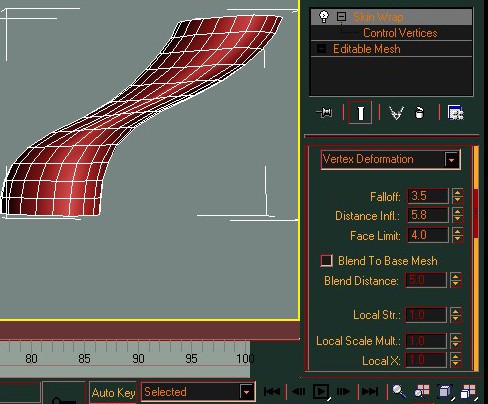 Skin Wrap
Control Vertices
Editable Mesh
Vertex Deformation
Falloff: 3.5
Distance Infl.: 5.8
Face Limit: 4.0
Blend To Base Mesh
Blend Distance: 5.0
Local Str.: 1.0
Local Scale Mult.: 1.0
Local X: 1.0
80 85 90 95 100
Auto Key Selected